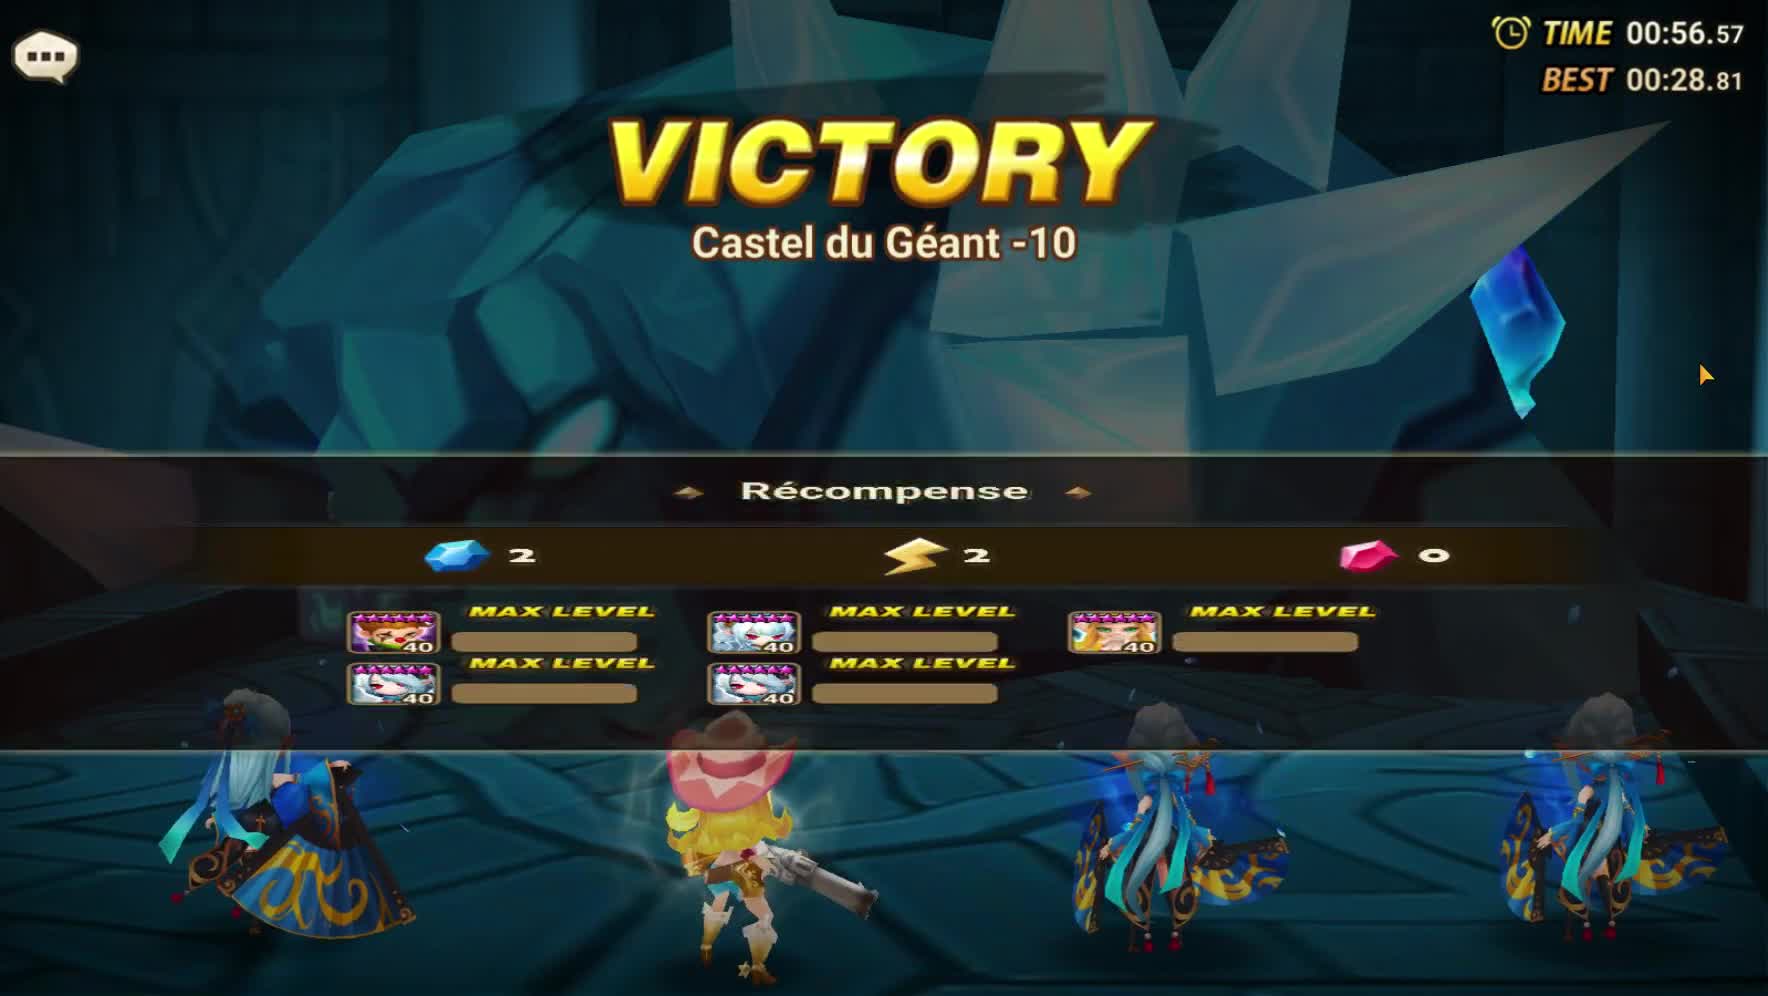 TIME 00:56.57
BEST 00:28.81
VICTORY
Castel du Géant -10
Récompense
2 2 0
MAX LEVEL MAX LEVEL MAX LEVEL
40 40 40
MAX LEVEL MAX LEVEL
40 40